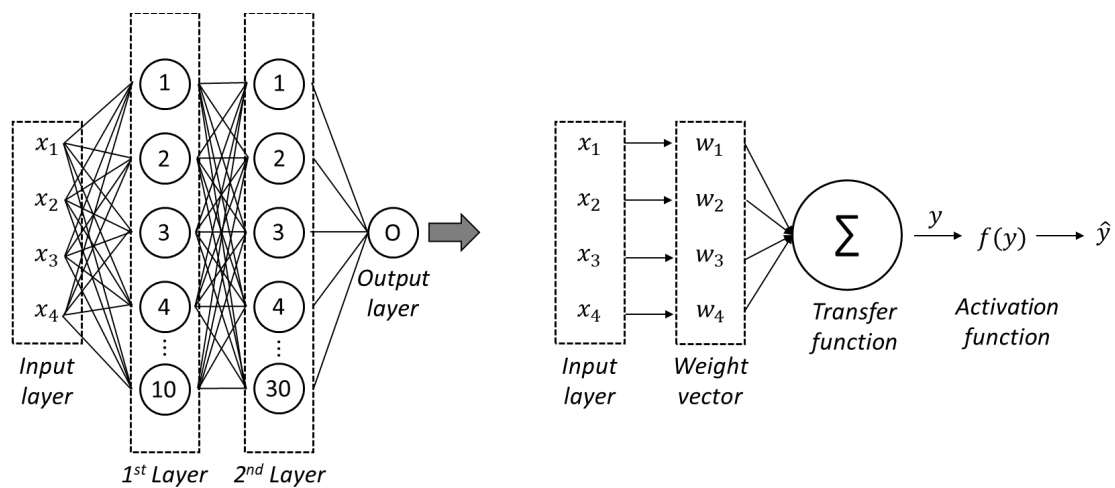 x₁
x₂
x₃
x₄
Input
layer
1
2
3
4
⋮
10
1st Layer
1
2
3
4
⋮
30
2nd Layer
O
Output
layer
x₁
x₂
x₃
x₄
Input
layer
w₁
w₂
w₃
w₄
Weight
vector
Σ
Transfer
function
y
f(y)
ŷ
Activation
function